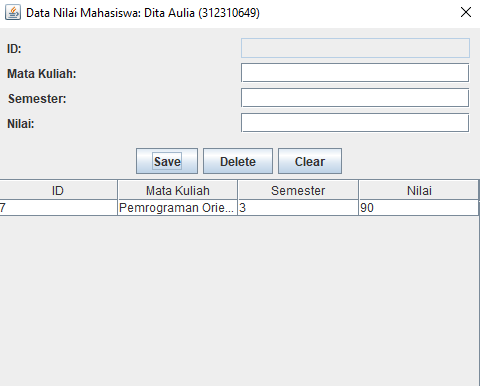 Data Nilai Mahasiswa: Dita Aulia (312310649)
ID:
Mata Kuliah:
Semester:
Nilai:
Save Delete Clear
ID Mata Kuliah Semester Nilai
7 Pemrograman Orie... 3 90